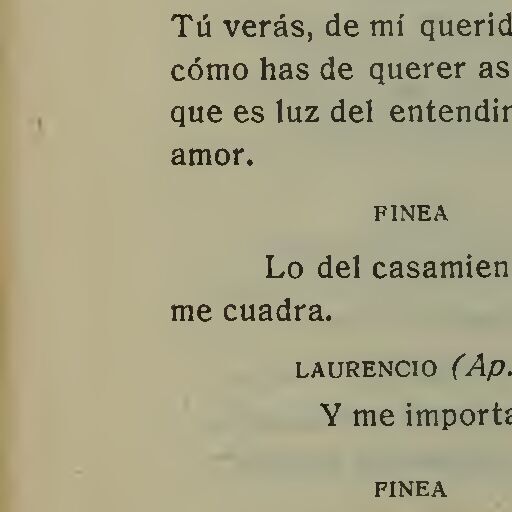 Tú verás, de mí querid
cómo has de querer as
que es luz del entendim
amor.
FINEA
Lo del casamien
me cuadra.
LAURENCIO (Ap.
Y me importa
FINEA